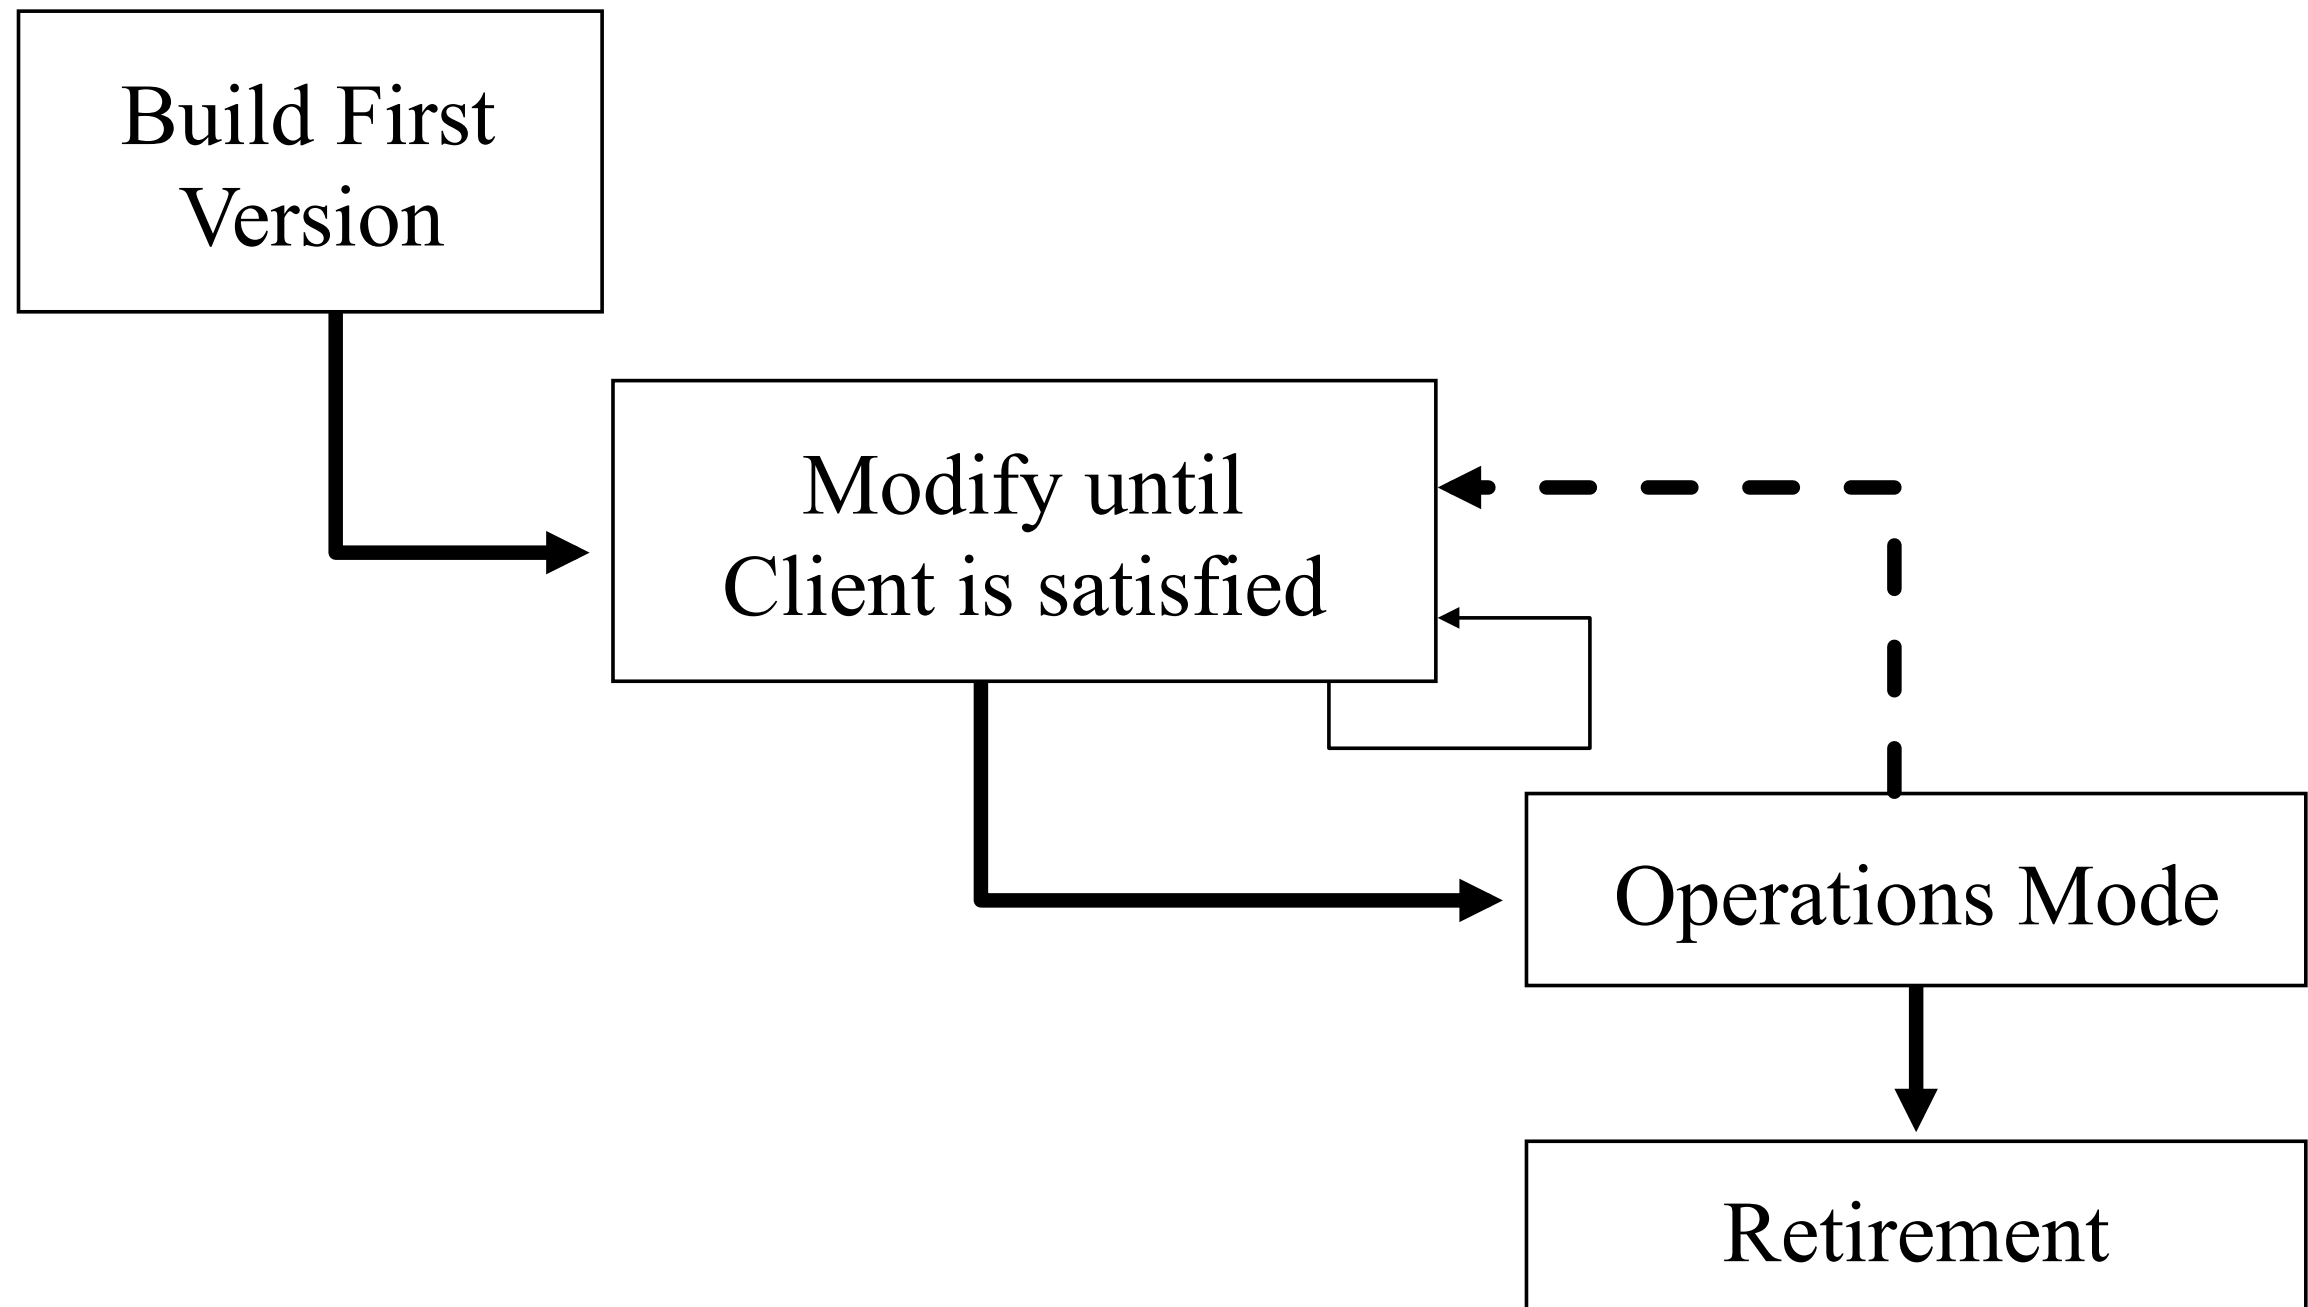 Build First
Version
Modify until
Client is satisfied
Operations Mode
Retirement